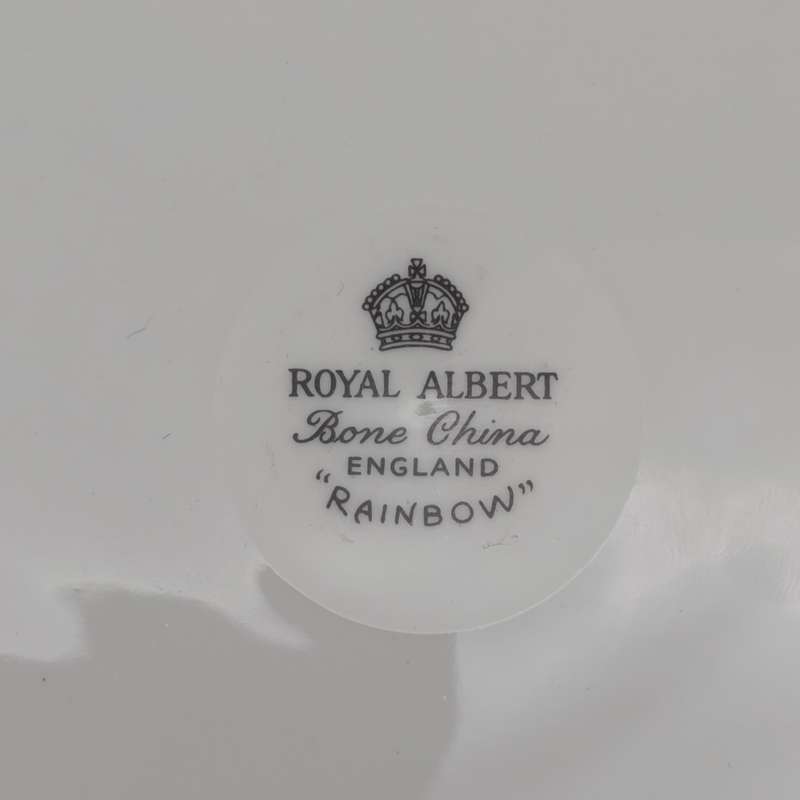 ROYAL ALBERT
Bone China
ENGLAND
"RAINBOW"